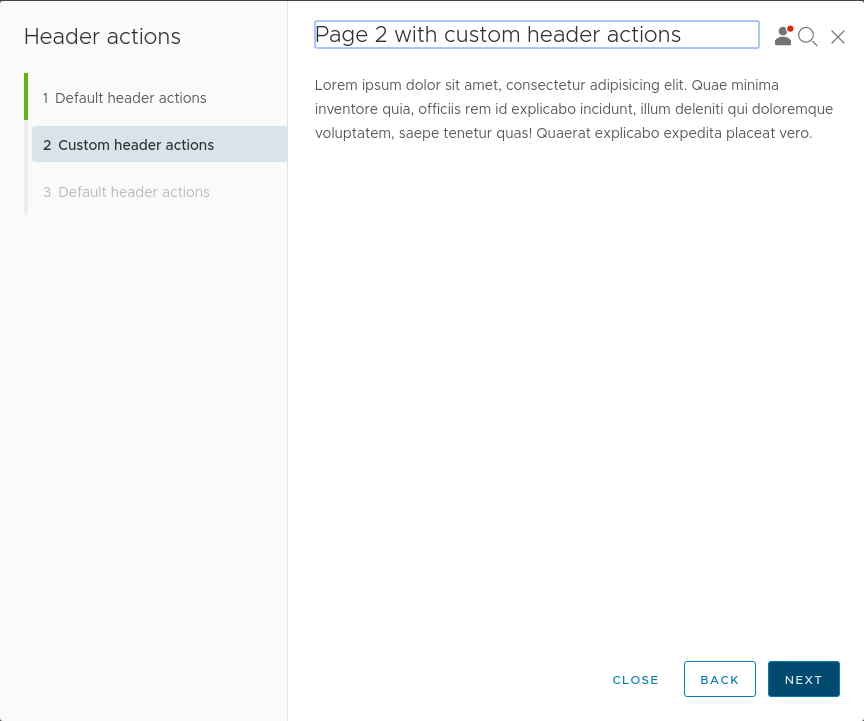 Header actions
1 Default header actions
2 Custom header actions
3 Default header actions
Page 2 with custom header actions
Lorem ipsum dolor sit amet, consectetur adipisicing elit. Quae minima
inventore quia, officiis rem id explicabo incidunt, illum deleniti qui doloremque
voluptatem, saepe tenetur quas! Quaerat explicabo expedita placeat vero.
CLOSE
BACK
NEXT